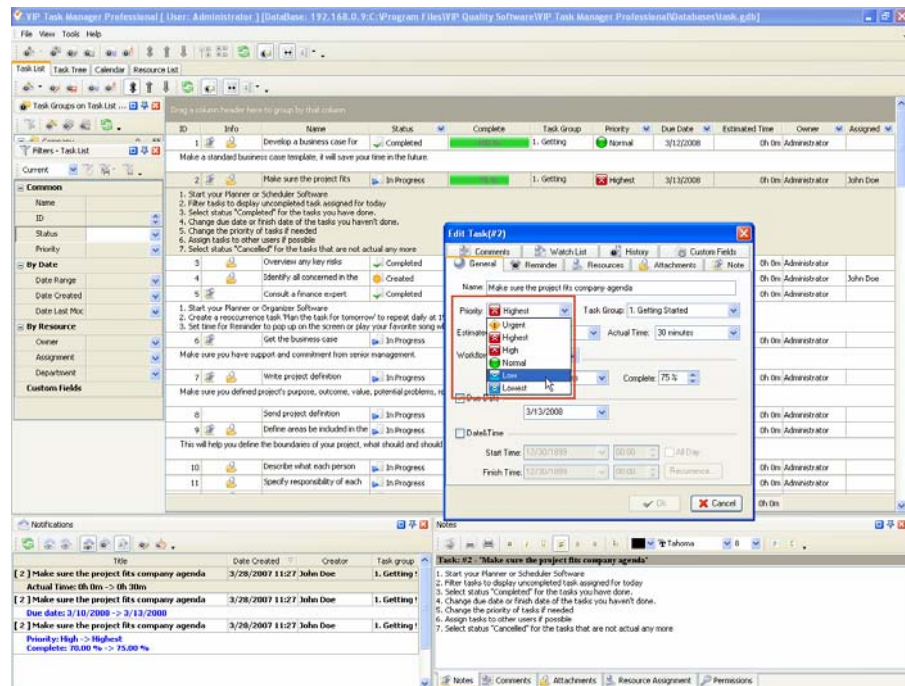 VIP Task Manager Professional [ User: Administrator ] [DataBase: 192.168.0.9:C:\Program Files\VIP Quality Software\VIP Task Manager Professional\Databases\task.gdb]
File View Tools Help
Task List Task Tree Calendar Resource List
Task Groups on Task List ...
Drag a column header here to group by that column
ID Info Name Status Complete Task Group Priority Due Date Estimated Time Owner Assigned
Filters - Task List
Current
Common
Name
ID
Status
Priority
By Date
Date Range
Date Created
Date Last Moc
By Resource
Owner
Assignment
Department
Custom Fields
1 Develop a business case for Completed 1. Getting Normal 3/12/2008 0h 0m Administrator
Make a standard business case template, it will save your time in the future.
2 Make sure the project fits In Progress 1. Getting Highest 3/13/2008 0h 0m Administrator John Doe
1. Start your Planner or Scheduler Software
2. Filter tasks to display uncompleted task assigned for today
3. Select status "Completed" for the tasks you have done.
4. Change due date or finish date of the tasks you haven't done.
5. Change the priority of tasks if needed
6. Assign tasks to other users if possible
7. Select status "Cancelled" for the tasks that are not actual any more
3 Overview any key risks Completed 0h 0m Administrator
4 Identify all concerned in the Created 0h 0m Administrator John Doe
5 Consult a finance expert Completed 0h 0m Administrator
1. Start your Planner or Organizer Software
2. Create a reoccurrence task 'Plan the task for tomorrow' to repeat daily at
3. Set time for Reminder to pop up on the screen or play your favorite song
6 Get the business case In Progress 0h 0m Administrator
Make sure you have support and commitment from senior management.
7 Write project definition In Progress 0h 0m Administrator
Make sure you defined project's purpose, outcome, value, potential problems,
8 Send project definition In Progress 0h 0m Administrator
9 Define areas be included in the In Progress 0h 0m Administrator
This will help you define the boundaries of your project, what should and should
10 Describe what each person In Progress 0h 0m Administrator
11 Specify responsibility of each In Progress 0h 0m Administrator
0h 0m
Edit Task(#2)
Comments Watch List History Custom Fields
General Reminder Resources Attachments Note
Name: Make sure the project fits company agenda
Priority: Highest Task Group: 1. Getting Started
Urgent
Highest
High
Normal
Low
Lowest
Actual Time: 30 minutes
Complete: 75 %
Due Date
3/13/2008
Date&Time
Start Time: 12/30/1899 00:00 All Day
Finish Time: 12/30/1899 00:00 Recurrence...
Ok Cancel
Notifications
Title Date Created Creator Task group
[ 2 ] Make sure the project fits company agenda 3/28/2007 11:27 John Doe 1. Getting
Actual Time: 0h 0m -> 0h 30m
[ 2 ] Make sure the project fits company agenda 3/28/2007 11:27 John Doe 1. Getting
Due date: 3/10/2008 -> 3/13/2008
[ 2 ] Make sure the project fits company agenda 3/28/2007 11:27 John Doe 1. Getting
Priority: High -> Highest
Complete: 70.00 % -> 75.00 %
Notes
Tahoma 8
Task: #2 - "Make sure the project fits company agenda"
1. Start your Planner or Scheduler Software
2. Filter tasks to display uncompleted task assigned for today
3. Select status "Completed" for the tasks you have done.
4. Change due date or finish date of the tasks you haven't done.
5. Change the priority of tasks if needed
6. Assign tasks to other users if possible
7. Select status "Cancelled" for the tasks that are not actual any more
Notes Comments Attachments Resource Assignment Permissions